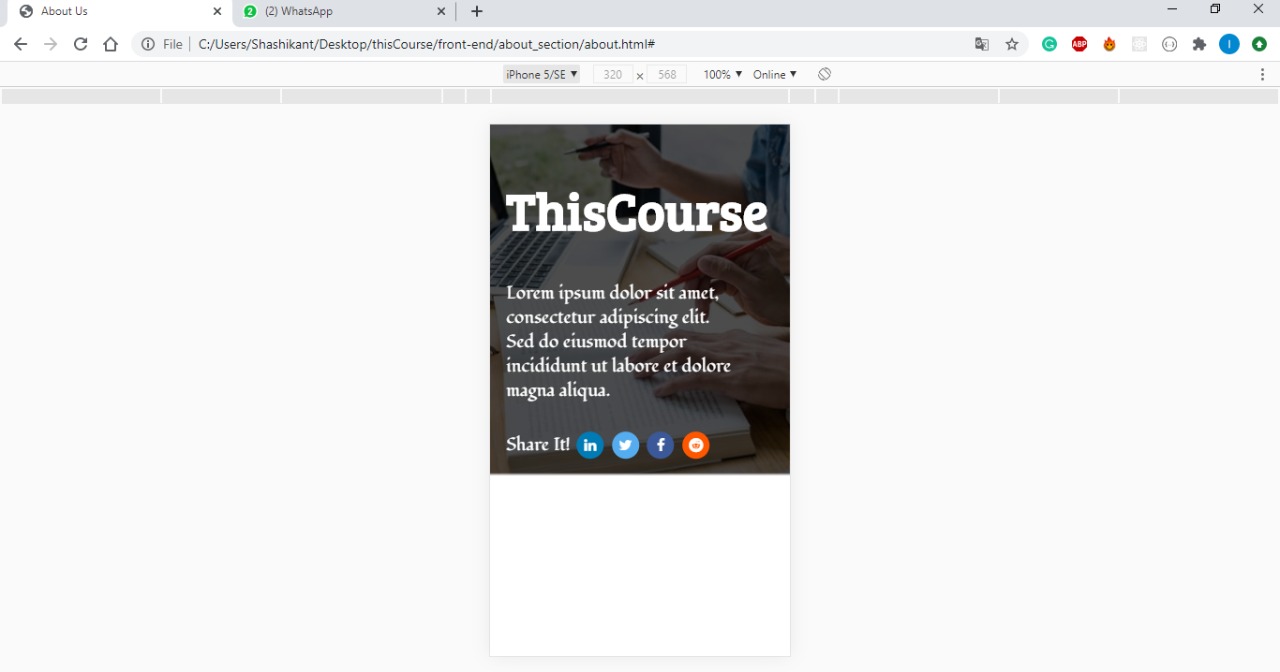 About Us
(2) WhatsApp
File
C:/Users/Shashikant/Desktop/thisCourse/front-end/about_section/about.html#
ABP
I
iPhone 5/SE
320 × 568
100%
Online
ThisCourse
Lorem ipsum dolor sit amet,
consectetur adipiscing elit.
Sed do eiusmod tempor
incididunt ut labore et dolore
magna aliqua.
Share It! in f